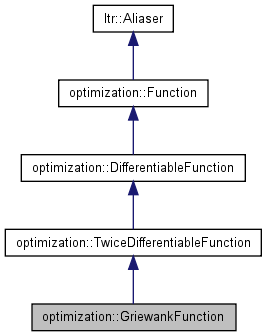 ltr::Aliaser
optimization::Function
optimization::DifferentiableFunction
optimization::TwiceDifferentiableFunction
optimization::GriewankFunction